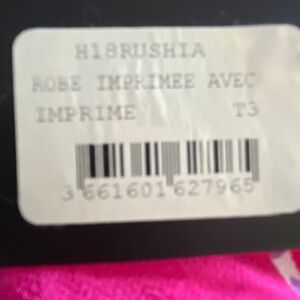 H18RUSHIA
ROBE IMPRIMEE AVEC
IMPRIME T3
3 661601 627965